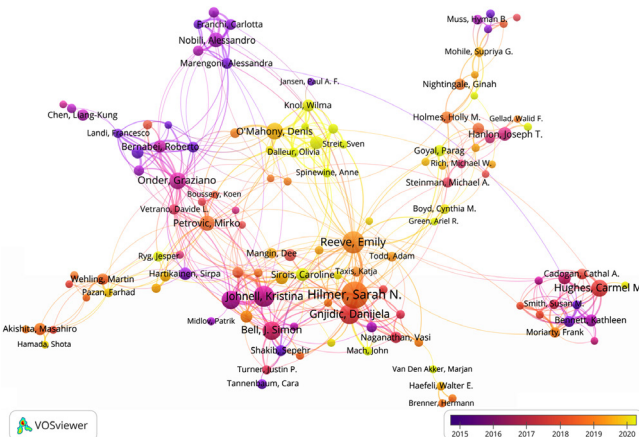 Muss, Hyman B.
Franchi, Carlotta
Nobili, Alessandro
Mohile, Supriya G.
Marengoni, Alessandra
Jansen, Paul A. F.
Nightingale, Ginah
Knol, Wilma
Chen, Liang-Kung
Holmes, Holly M.
Gellad, Walid F.
Landi, Francesco
O'Mahony, Denis
Hanlon, Joseph T.
Bernabei, Roberto
Streit, Sven
Dalleur, Olivia
Goyal, Parag
Rich, Michael W.
Spinewine, Anne
Onder, Graziano
Steinman, Michael A.
Boussery, Koen
Vetrano, Davide L.
Boyd, Cynthia M.
Petrovic, Mirko
Green, Ariel R.
Reeve, Emily
Ryg, Jesper
Mangin, Dee
Todd, Adam
Hartikainen, Sirpa
Sirois, Caroline
Taxis, Katja
Cadogan, Cathal A.
Wehling, Martin
Hughes, Carmel M
Pazan, Farhad
Johnell, Kristina
Hilmer, Sarah N.
Smith, Susan M.
Gnjidic, Danijela
Midlov, Patrik
Bennett, Kathleen
Akishita, Masahiro
Bell, J. Simon
Moriarty, Frank
Naganathan, Vasi
Hamada, Shota
Shakib, Sepehr
Mach, John
Turner, Justin P.
Van Den Akker, Marjan
Tannenbaum, Cara
Haefeli, Walter E.
Brenner, Hermann
VOSviewer
2015 2016 2017 2018 2019 2020